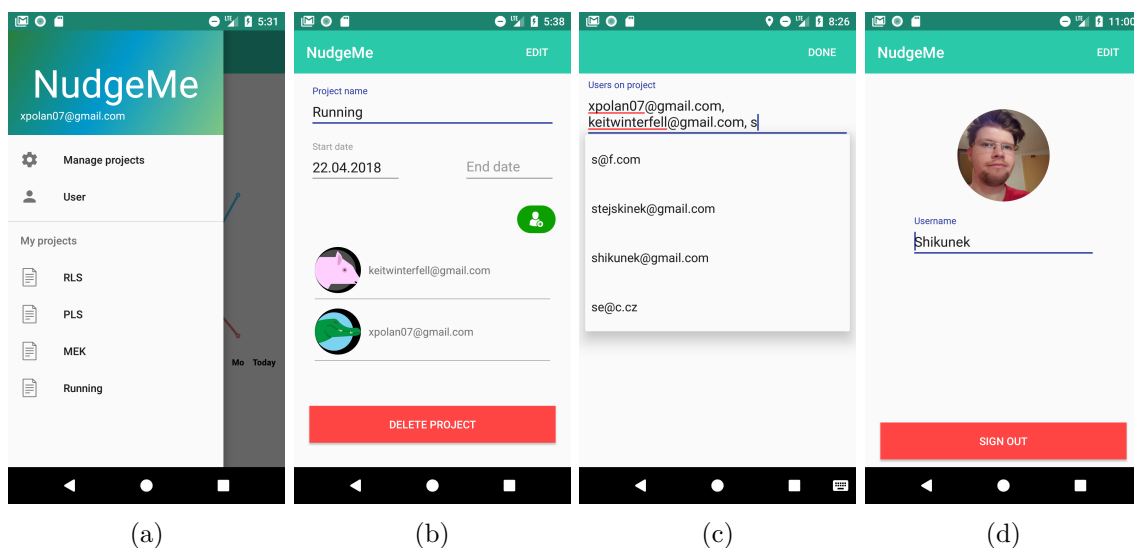 5:31
NudgeMe
xpolan07@gmail.com
Manage projects
User
My projects
RLS
PLS
MEK
Running
Mo Today
(a)
LTE 5:38
NudgeMe EDIT
Project name
Running
Start date
22.04.2018 End date
keitwinterfell@gmail.com
xpolan07@gmail.com
DELETE PROJECT
(b)
LTE 8:26
DONE
Users on project
xpolan07@gmail.com,
keitwinterfell@gmail.com, s
s@f.com
stejskinek@gmail.com
shikunek@gmail.com
se@c.cz
(c)
LTE 11:00
NudgeMe EDIT
Username
Shikunek
SIGN OUT
(d)